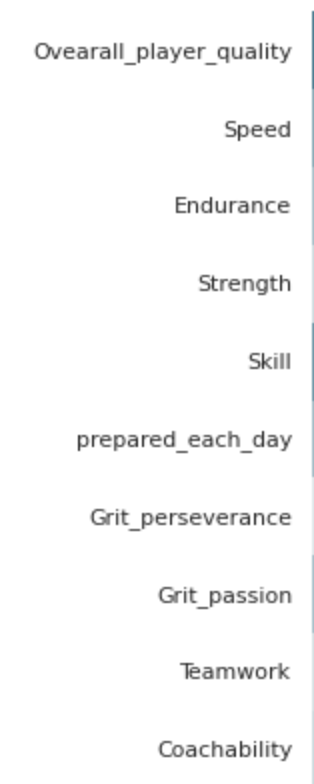 Ovearall_player_quality
Speed
Endurance
Strength
Skill
prepared_each_day
Grit_perseverance
Grit_passion
Teamwork
Coachability